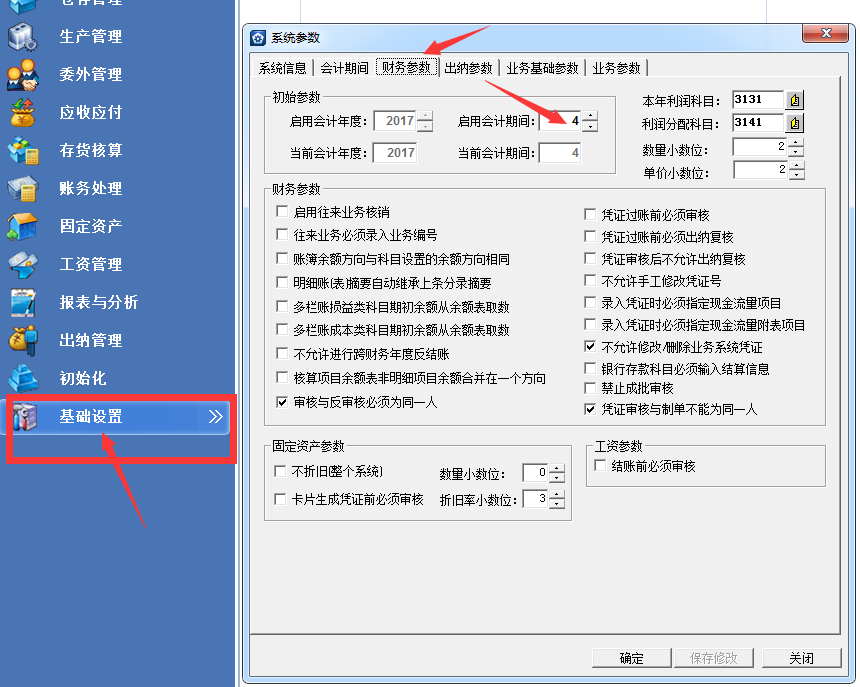 仓存管理
生产管理
委外管理
应收应付
存货核算
账务处理
固定资产
工资管理
报表与分析
出纳管理
初始化
基础设置
系统参数
系统信息 会计期间 财务参数 出纳参数 业务基础参数 业务参数
初始参数
启用会计年度: 2017 启用会计期间: 4
当前会计年度: 2017 当前会计期间: 4
本年利润科目: 3131
利润分配科目: 3141
数量小数位: 2
单价小数位: 2
财务参数
启用往来业务核销
往来业务必须录入业务编号
账簿余额方向与科目设置的余额方向相同
明细账(表)摘要自动继承上条分录摘要
多栏账损益类科目期初余额从余额表取数
多栏账成本类科目期初余额从余额表取数
不允许进行跨财务年度反结账
核算项目余额表非明细项目余额合并在一个方向
审核与反审核必须为同一人
凭证过账前必须审核
凭证过账前必须出纳复核
凭证审核后不允许出纳复核
不允许手工修改凭证号
录入凭证时必须指定现金流量项目
录入凭证时必须指定现金流量附表项目
不允许修改/删除业务系统凭证
银行存款科目必须输入结算信息
禁止成批审核
凭证审核与制单不能为同一人
固定资产参数
不折旧(整个系统) 数量小数位: 0
卡片生成凭证前必须审核 折旧率小数位: 3
工资参数
结账前必须审核
确定 保存修改 关闭